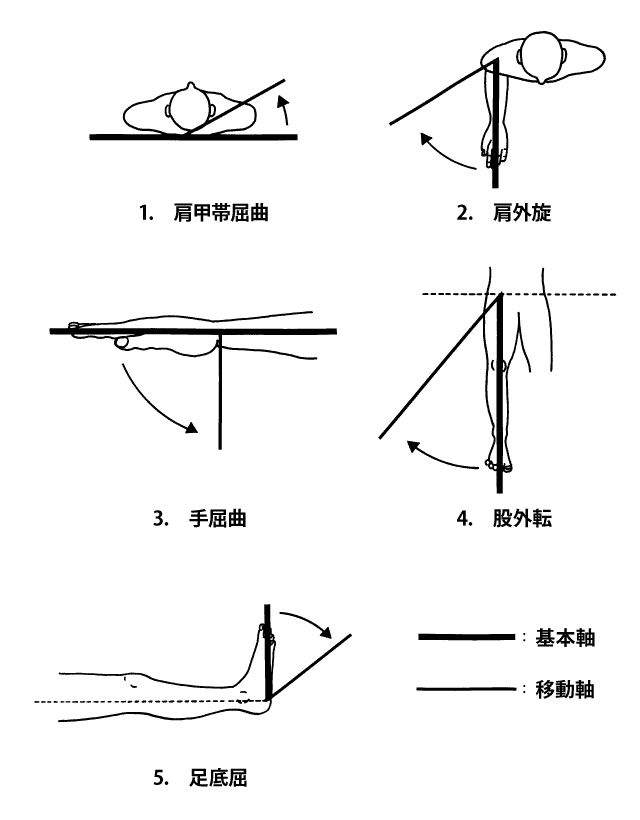 1. 肩甲帯屈曲
2. 肩外旋
3. 手屈曲
4. 股外転
: 基本軸
: 移動軸
5. 足底屈